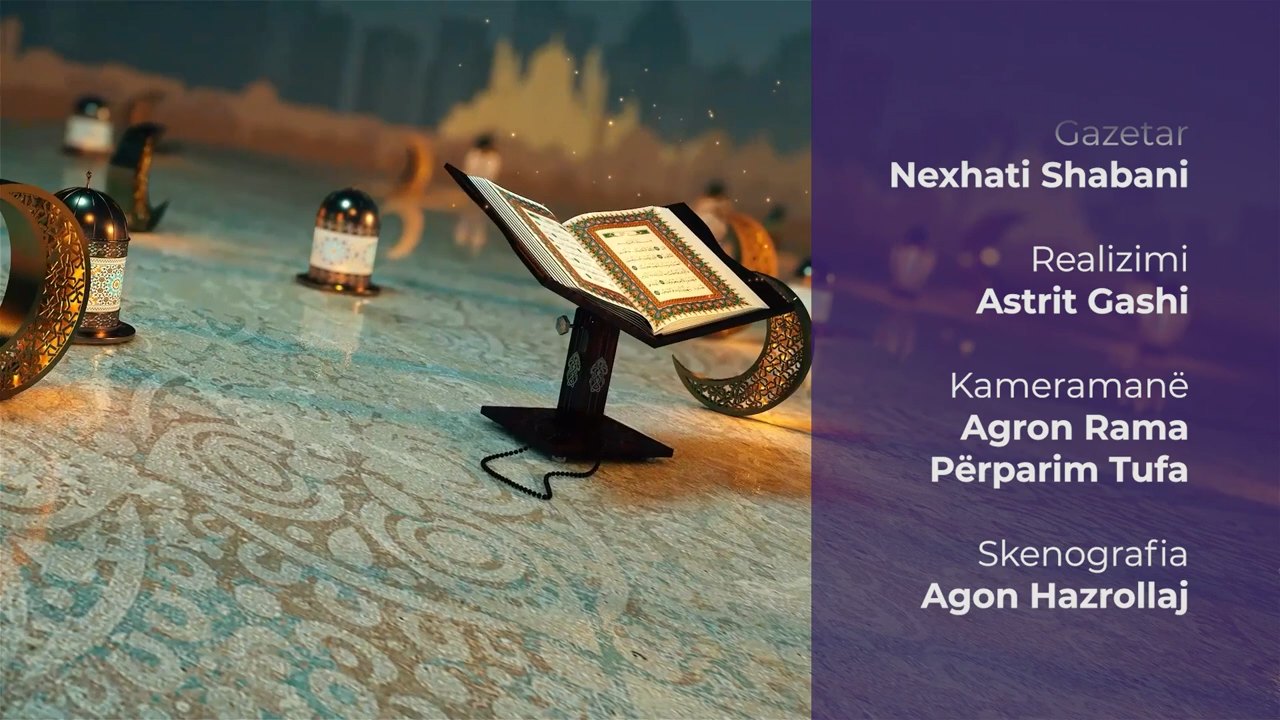 Gazetar
Nexhati Shabani
Realizimi
Astrit Gashi
Kameramanë
Agron Rama
Përparim Tufa
Skenografia
Agon Hazrollaj